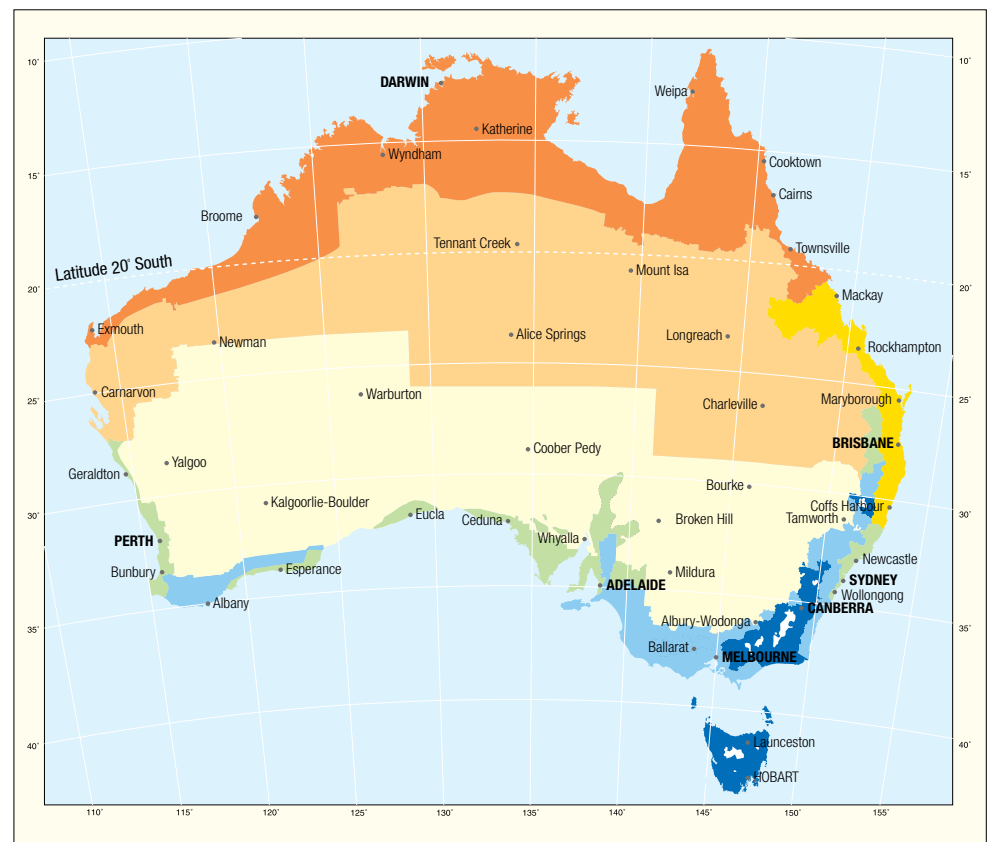 10°
10°
DARWIN
Weipa
Katherine
Wyndham
Cooktown
15°
15°
Cairns
Broome
Tennant Creek
Townsville
Latitude 20° South
Mount Isa
20°
20°
Mackay
Exmouth
Newman
Alice Springs
Longreach
Rockhampton
Carnarvon
Warburton
Charleville
Maryborough
25°
25°
BRISBANE
Coober Pedy
Yalgoo
Geraldton
Bourke
Kalgoorlie-Boulder
Coffs Harbour
30°
Eucla
Ceduna
Broken Hill
Tamworth
30°
PERTH
Whyalla
Newcastle
Bunbury
Esperance
Mildura
SYDNEY
ADELAIDE
Wollongong
Albany
CANBERRA
Albury-Wodonga
35°
35°
Ballarat
MELBOURNE
40°
Launceston
40°
HOBART
110°
115°
120°
125°
130°
135°
140°
145°
150°
155°